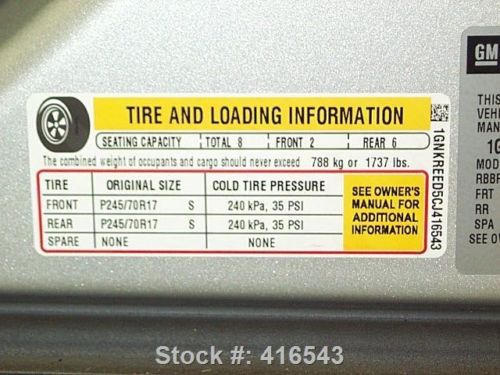 TIRE AND LOADING INFORMATION
SEATING CAPACITY TOTAL 8 FRONT 2 REAR 6
The combined weight of occupants and cargo should never exceed 788 kg or 1737 lbs.
TIRE ORIGINAL SIZE COLD TIRE PRESSURE
FRONT P245/70R17 S 240 kPa, 35 PSI
REAR P245/70R17 S 240 kPa, 35 PSI
SPARE NONE NONE
SEE OWNER'S
MANUAL FOR
ADDITIONAL
INFORMATION
1GNKREED5CJ416543
GM
THIS
VEH
MAN
1G
MOD
RBBR
FRT
RR
SPA
SEE OW
Stock #: 416543